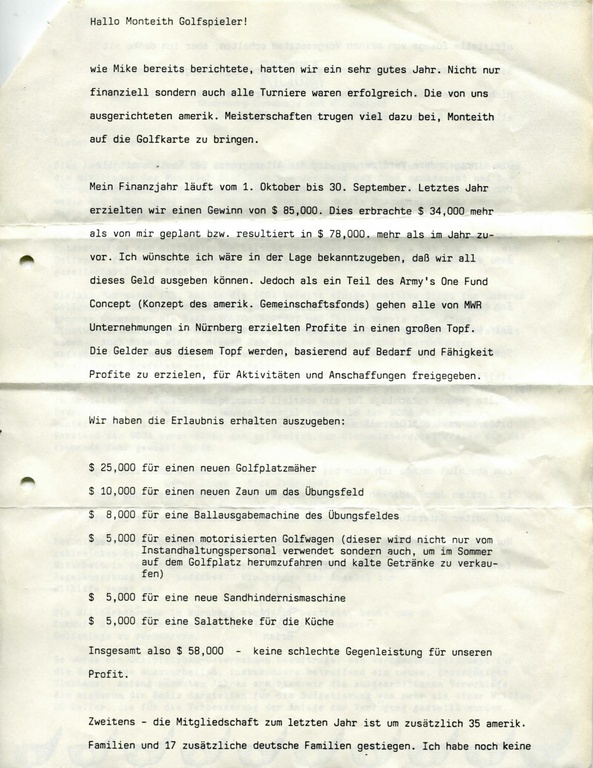 Hallo Monteith Golfspieler!
wie Mike bereits berichtete, hatten wir ein sehr gutes Jahr. Nicht nur
finanziell sondern auch alle Turniere waren erfolgreich. Die von uns
ausgerichteten amerik. Meisterschaften trugen viel dazu bei, Monteith
auf die Golfkarte zu bringen.
Mein Finanzjahr läuft vom 1. Oktober bis 30. September. Letztes Jahr
erzielten wir einen Gewinn von $ 85,000. Dies erbrachte $ 34,000 mehr
als von mir geplant bzw. resultiert in $ 78,000. mehr als im Jahr zu-
vor. Ich wünschte ich wäre in der Lage bekanntzugeben, daß wir all
dieses Geld ausgeben können. Jedoch als ein Teil des Army's One Fund
Concept (Konzept des amerik. Gemeinschaftsfonds) gehen alle von MWR
Unternehmungen in Nürnberg erzielten Profite in einen großen Topf.
Die Gelder aus diesem Topf werden, basierend auf Bedarf und Fähigkeit
Profite zu erzielen, für Aktivitäten und Anschaffungen freigegeben.
Wir haben die Erlaubnis erhalten auszugeben:
$ 25,000 für einen neuen Golfplatzmäher
$ 10,000 für einen neuen Zaun um das Übungsfeld
$ 8,000 für eine Ballausgabemachine des Übungsfeldes
$ 5,000 für einen motorisierten Golfwagen (dieser wird nicht nur vom
Instandhaltungspersonal verwendet sondern auch, um im Sommer
auf dem Golfplatz herumzufahren und kalte Getränke zu verkau-
fen)
$ 5,000 für eine neue Sandhindernismaschine
$ 5,000 für eine Salattheke für die Küche
Insgesamt also $ 58,000 - keine schlechte Gegenleistung für unseren
Profit.
Zweitens - die Mitgliedschaft zum letzten Jahr ist um zusätzlich 35 amerik.
Familien und 17 zusätzliche deutsche Familien gestiegen. Ich habe noch keine